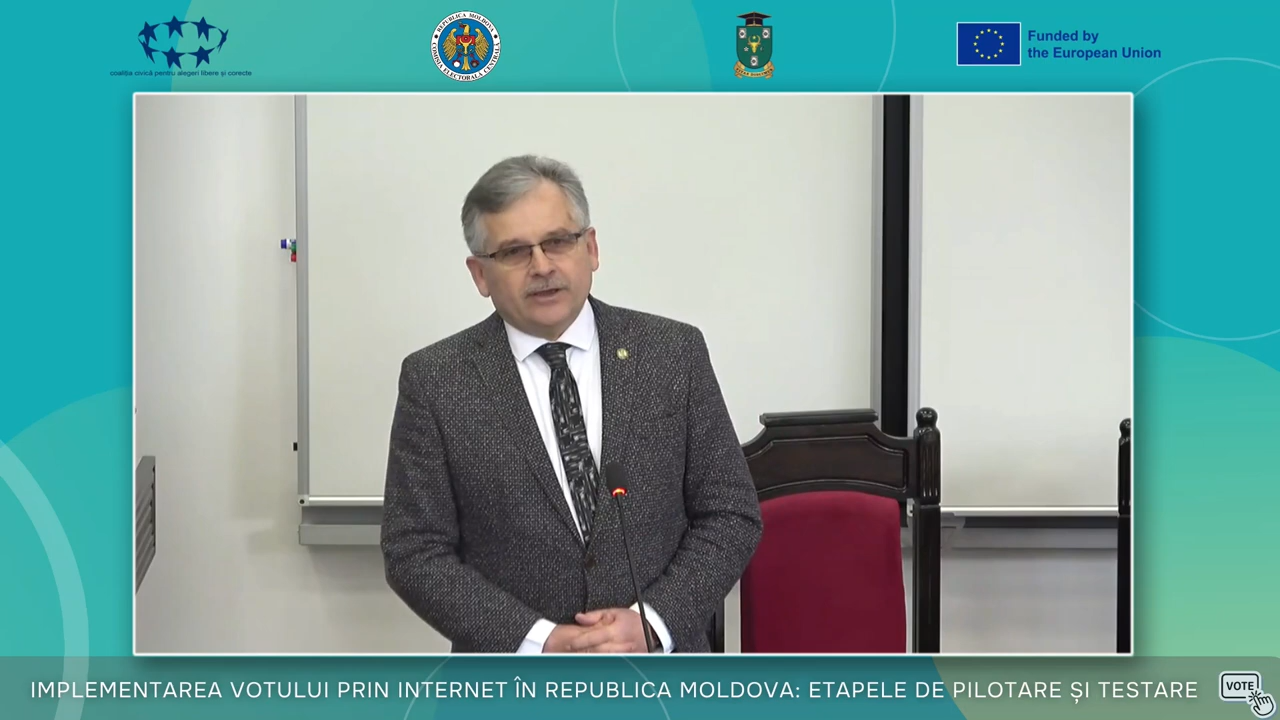 coaliția civică pentru alegeri libere și corecte
REPUBLICA MOLDOVA
COMISIA ELECTORALĂ CENTRALĂ
Funded by
the European Union
IMPLEMENTAREA VOTULUI PRIN INTERNET ÎN REPUBLICA MOLDOVA: ETAPELE DE PILOTARE ȘI TESTARE
VOTE